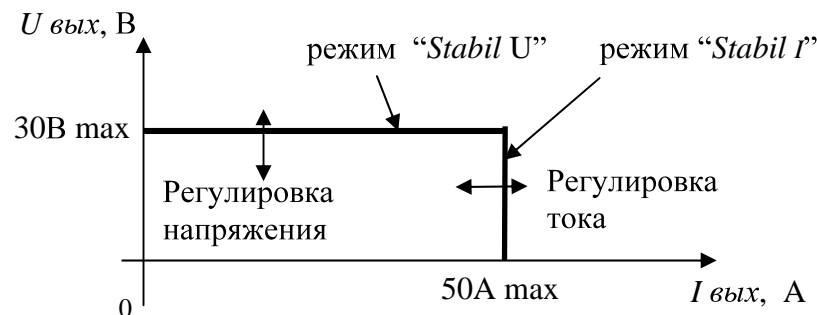 U вых, В
режим “Stabil U” режим “Stabil I”
30В max
Регулировка
напряжения
Регулировка
тока
0
50А max
I вых, А